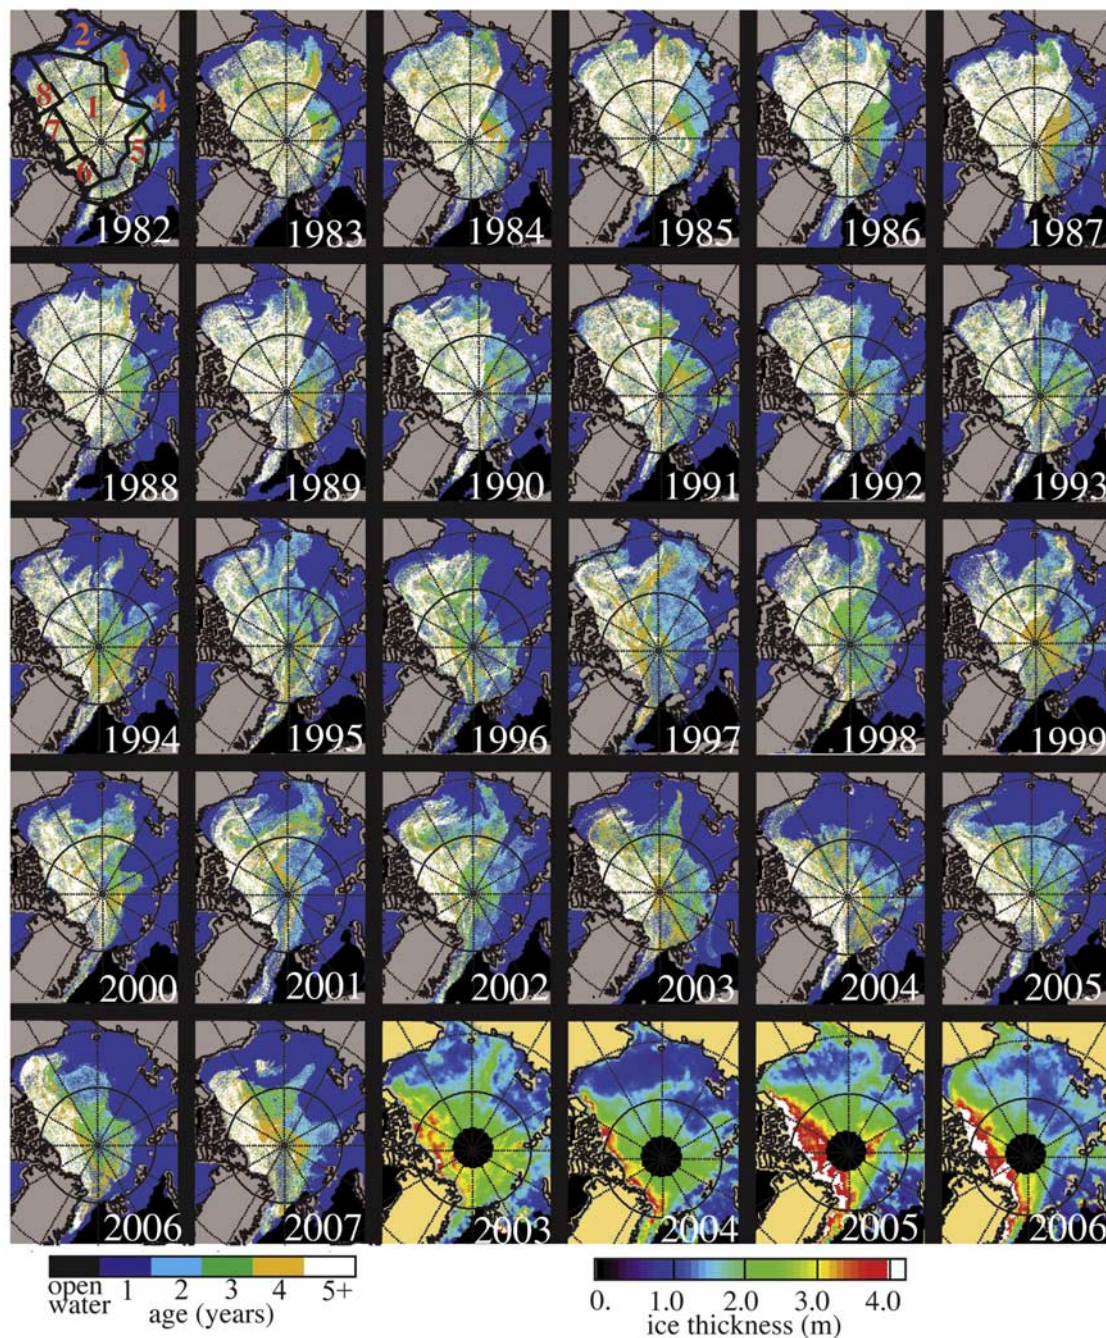 2
3
8 1 4
7 5
6
1982 1983 1984 1985 1986 1987
1988 1989 1990 1991 1992 1993
1994 1995 1996 1997 1998 1999
2000 2001 2002 2003 2004 2005
2006 2007 2003 2004 2005 2006
open water 1 2 3 4 5+
age (years)
0. 1.0 2.0 3.0 4.0
ice thickness (m)